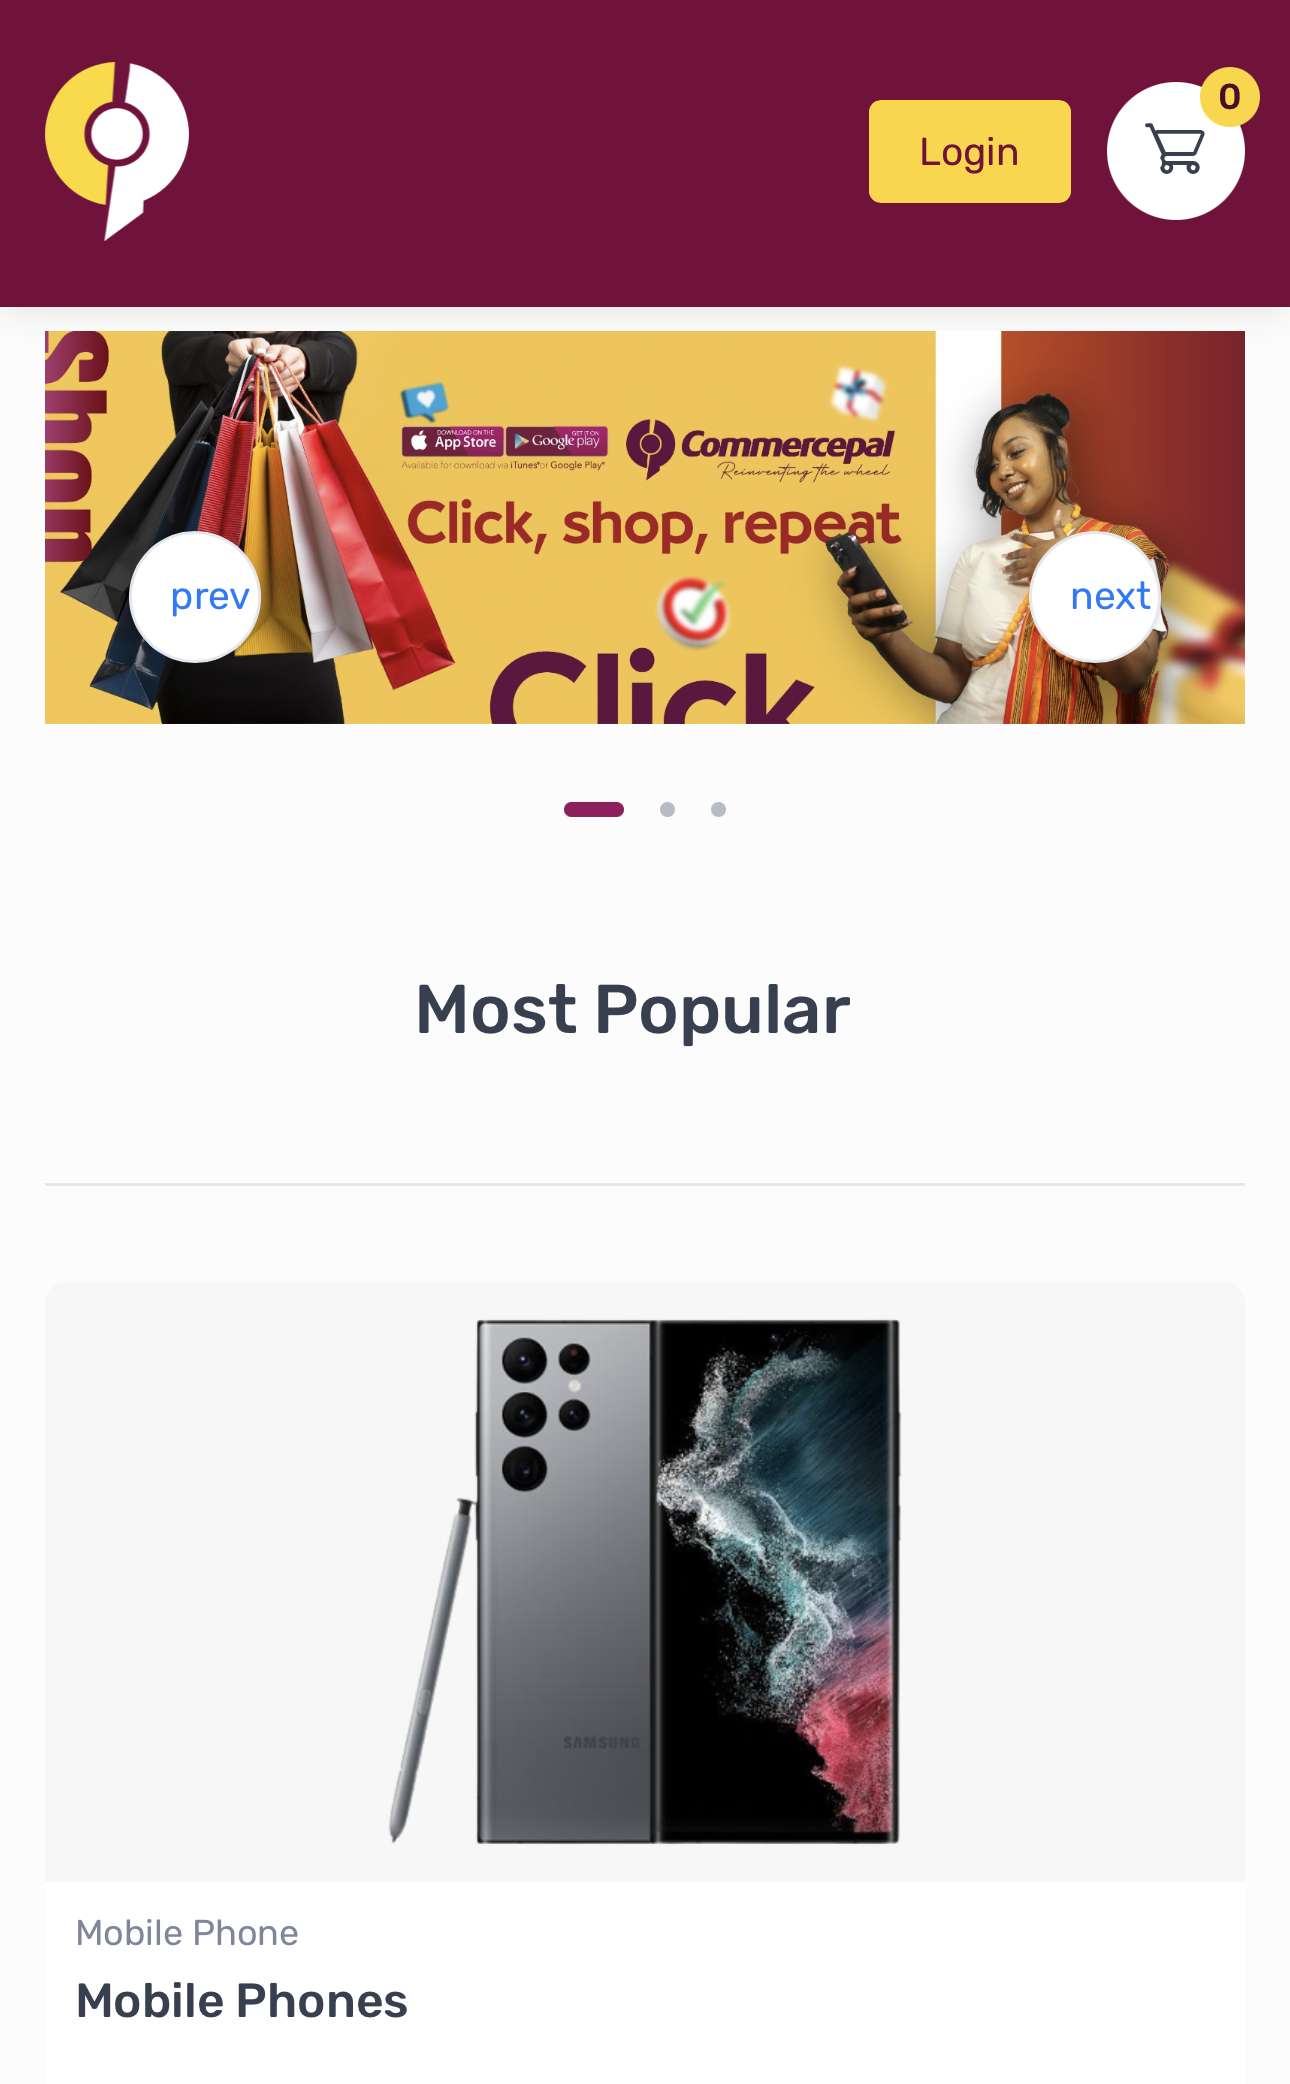 Login
0
Shop
DOWNLOAD ON THE
App Store
GET IT ON
Google play
Available for download via iTunes® or Google Play®
Commercepal
Reinventing the wheel
Click, shop, repeat
prev
next
Click
Most Popular
SAMSUNG
Mobile Phone
Mobile Phones